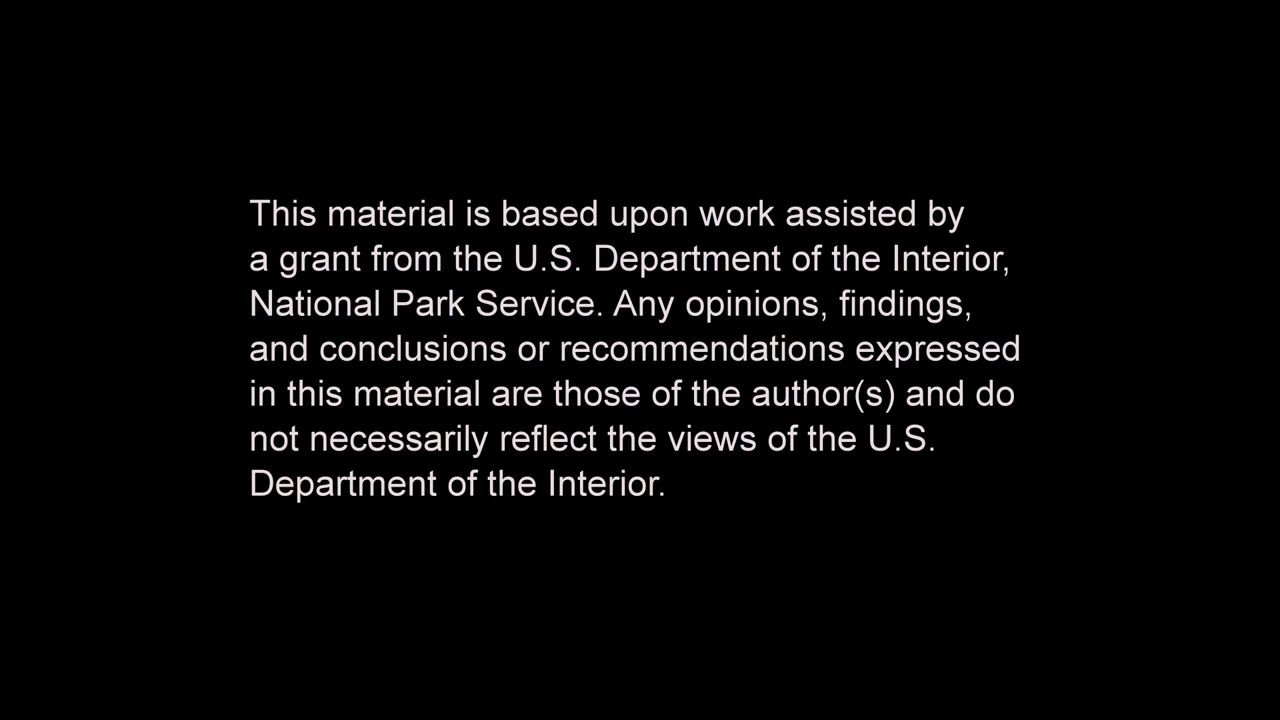 This material is based upon work assisted by
a grant from the U.S. Department of the Interior,
National Park Service. Any opinions, findings,
and conclusions or recommendations expressed
in this material are those of the author(s) and do
not necessarily reflect the views of the U.S.
Department of the Interior.